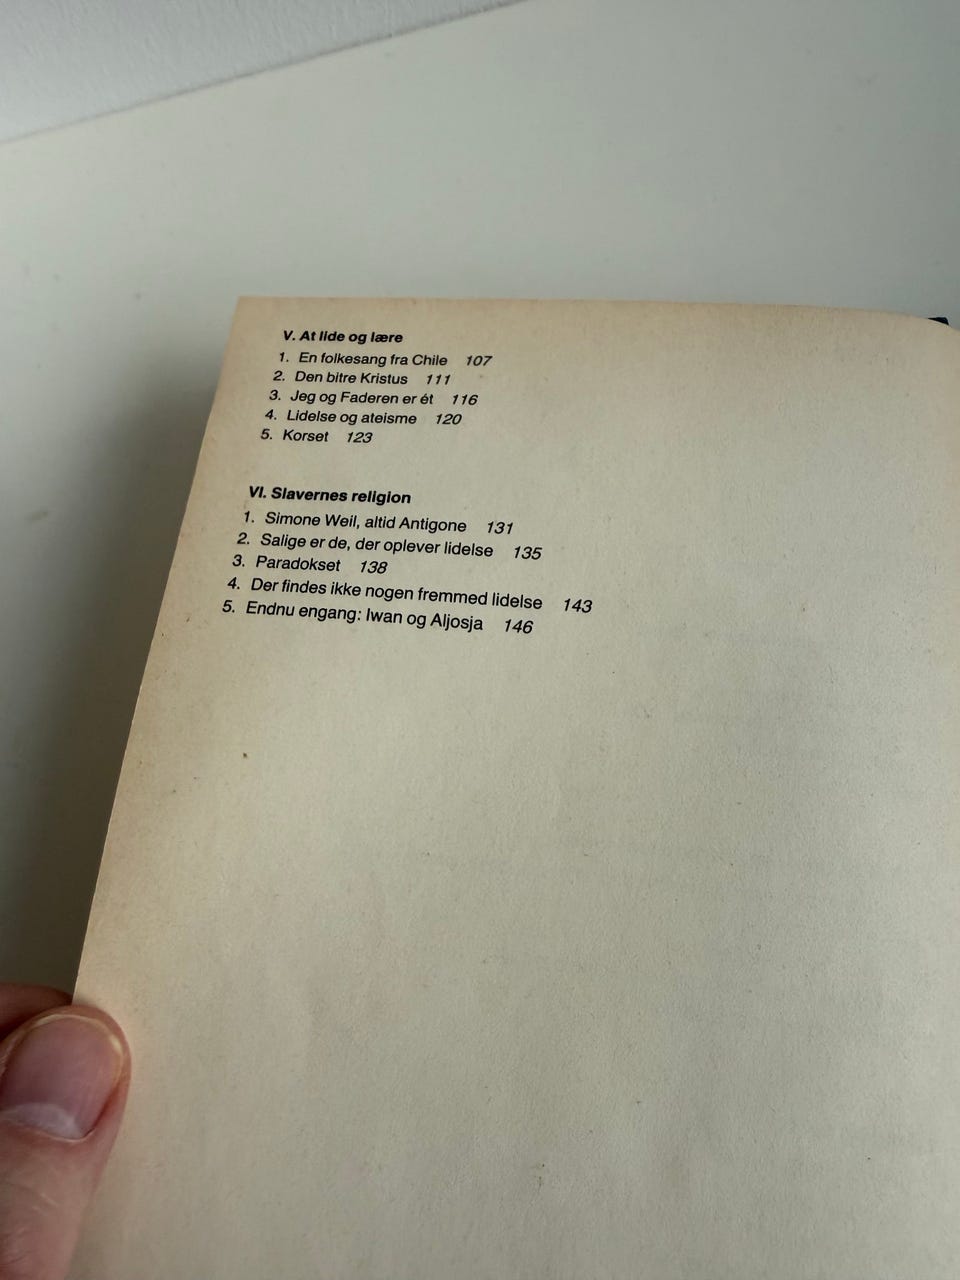 V. At lide og lære
1. En folkesang fra Chile 107
2. Den bitre Kristus 111
3. Jeg og Faderen er ét 116
4. Lidelse og ateisme 120
5. Korset 123
VI. Slavernes religion
1. Simone Weil, altid Antigone 131
2. Salige er de, der oplever lidelse 135
3. Paradokset 138
4. Der findes ikke nogen fremmed lidelse 143
5. Endnu engang: Iwan og Aljosja 146